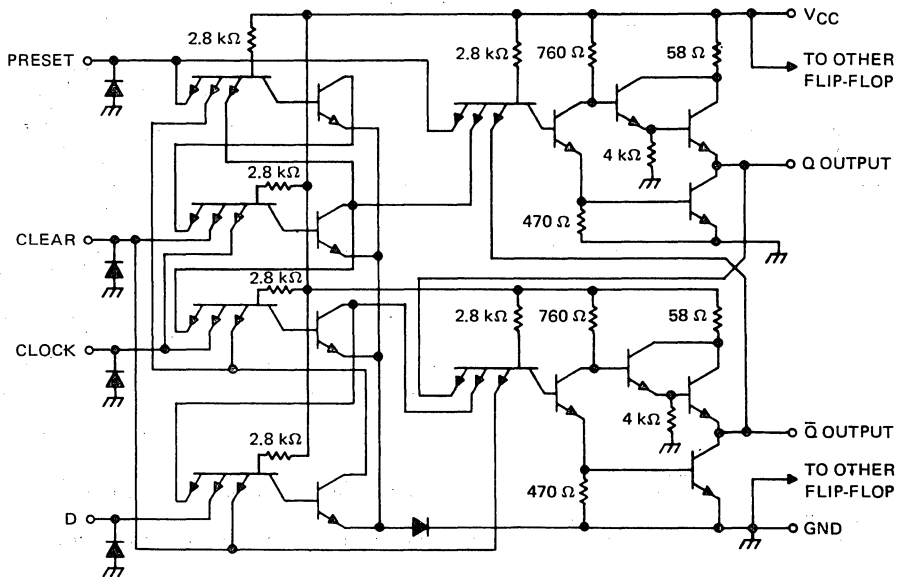 2.8 kΩ
2.8 kΩ
760 Ω
58 Ω
VCC
PRESET
TO OTHER
FLIP-FLOP
4 kΩ
2.8 kΩ
Q OUTPUT
470 Ω
CLEAR
2.8 kΩ
2.8 kΩ
760 Ω
58 Ω
CLOCK
4 kΩ
Q̄ OUTPUT
2.8 kΩ
TO OTHER
FLIP-FLOP
470 Ω
D
GND